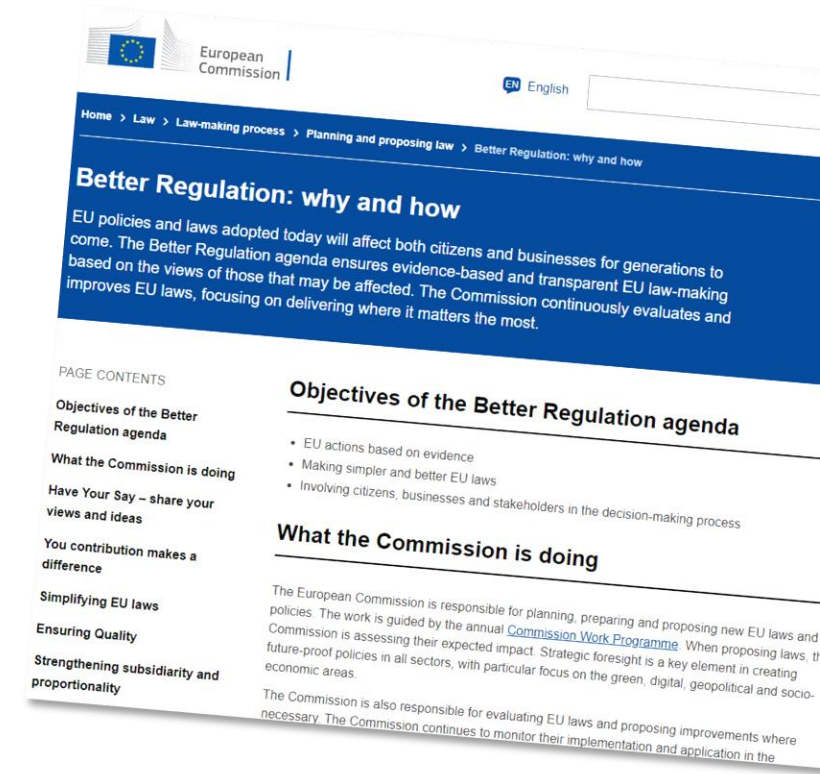 European
Commission
EN English
Home > Law > Law-making process > Planning and proposing law > Better Regulation: why and how
Better Regulation: why and how
EU policies and laws adopted today will affect both citizens and businesses for generations to
come. The Better Regulation agenda ensures evidence-based and transparent EU law-making
based on the views of those that may be affected. The Commission continuously evaluates and
improves EU laws, focusing on delivering where it matters the most.
PAGE CONTENTS
Objectives of the Better
Regulation agenda
What the Commission is doing
Have Your Say – share your
views and ideas
You contribution makes a
difference
Simplifying EU laws
Ensuring Quality
Strengthening subsidiarity and
proportionality
Objectives of the Better Regulation agenda
• EU actions based on evidence
• Making simpler and better EU laws
• Involving citizens, businesses and stakeholders in the decision-making process
What the Commission is doing
The European Commission is responsible for planning, preparing and proposing new EU laws and
policies. The work is guided by the annual Commission Work Programme. When proposing laws, th
Commission is assessing their expected impact. Strategic foresight is a key element in creating
future-proof policies in all sectors, with particular focus on the green, digital, geopolitical and socio-
economic areas.
The Commission is also responsible for evaluating EU laws and proposing improvements where
necessary. The Commission continues to monitor their implementation and application in the